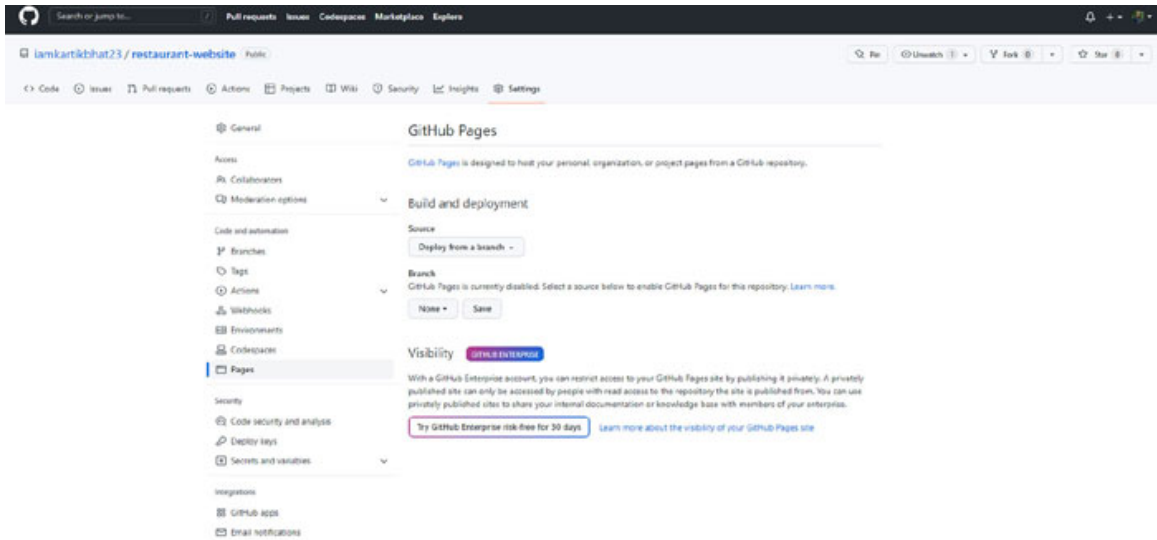 Search or jump to...
/
Pull requests Issues Codespaces Marketplace Explore
iamkartikbhat23 / restaurant-website Public
Pin
Unwatch 1
Fork 0
Star 0
Code Issues Pull requests Actions Projects Wiki Security Insights Settings
General
Access
Collaborators
Moderation options
Code and automation
Branches
Tags
Actions
Webhooks
Environments
Codespaces
Pages
Security
Code security and analysis
Deploy keys
Secrets and variables
Integrations
GitHub apps
Email notifications
GitHub Pages
GitHub Pages is designed to host your personal, organization, or project pages from a GitHub repository.
Build and deployment
Source
Deploy from a branch
Branch
GitHub Pages is currently disabled. Select a source below to enable GitHub Pages for this repository. Learn more.
None Save
Visibility GITHUB ENTERPRISE
With a GitHub Enterprise account, you can restrict access to your GitHub Pages site by publishing it privately. A privately
published site can only be accessed by people with read access to the repository the site is published from. You can use
privately published sites to share your internal documentation or knowledge base with members of your enterprise.
Try GitHub Enterprise risk-free for 30 days Learn more about the visibility of your GitHub Pages site